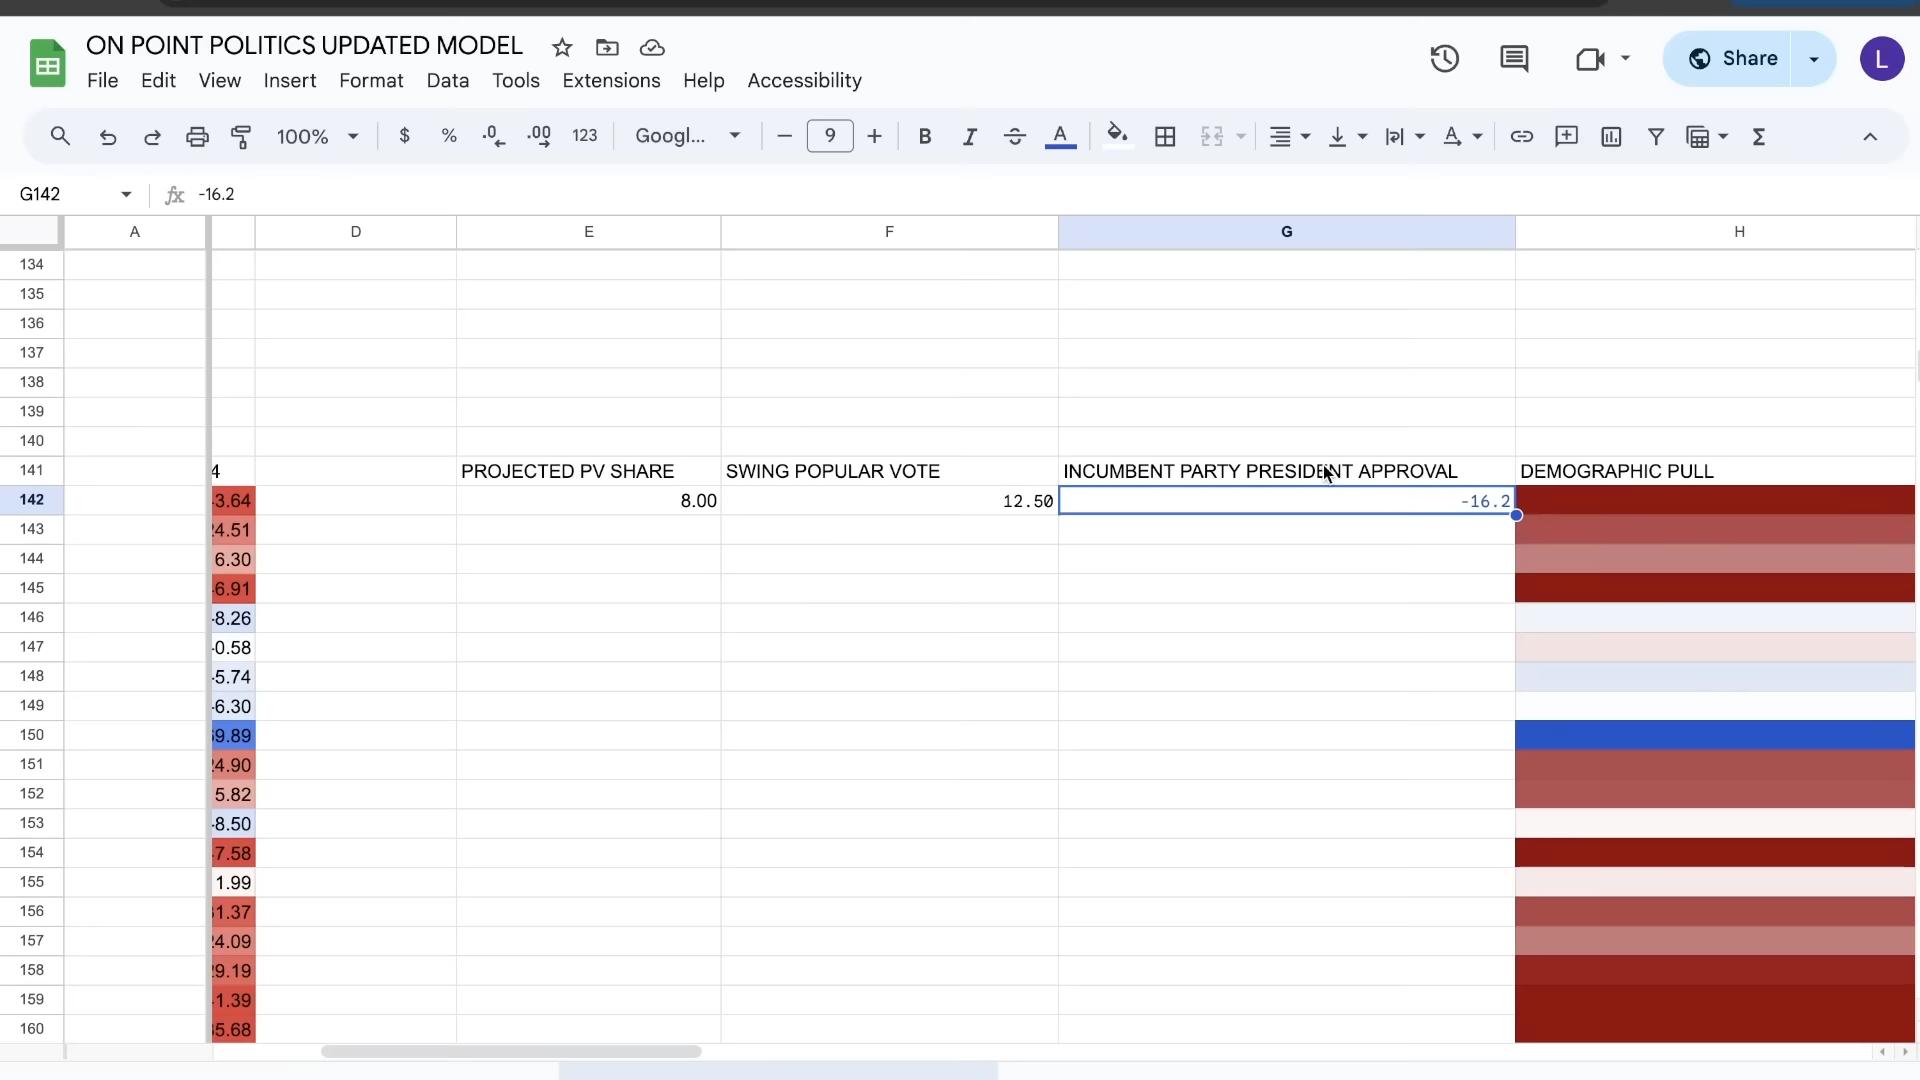 ON POINT POLITICS UPDATED MODEL
File Edit View Insert Format Data Tools Extensions Help Accessibility
Share
L
100% $ % .0 .00 123 Googl... 9 B I S A A Σ
G142 fx -16.2
A D E F G H
134
135
136
137
138
139
140
141 4 PROJECTED PV SHARE SWING POPULAR VOTE INCUMBENT PARTY PRESIDENT APPROVAL DEMOGRAPHIC PULL
142 3.64 8.00 12.50 -16.2
143 24.51
144 6.30
145 6.91
146 -8.26
147 -0.58
148 -5.74
149 -6.30
150 9.89
151 24.90
152 5.82
153 -8.50
154 7.58
155 1.99
156 1.37
157 24.09
158 29.19
159 1.39
160 5.68